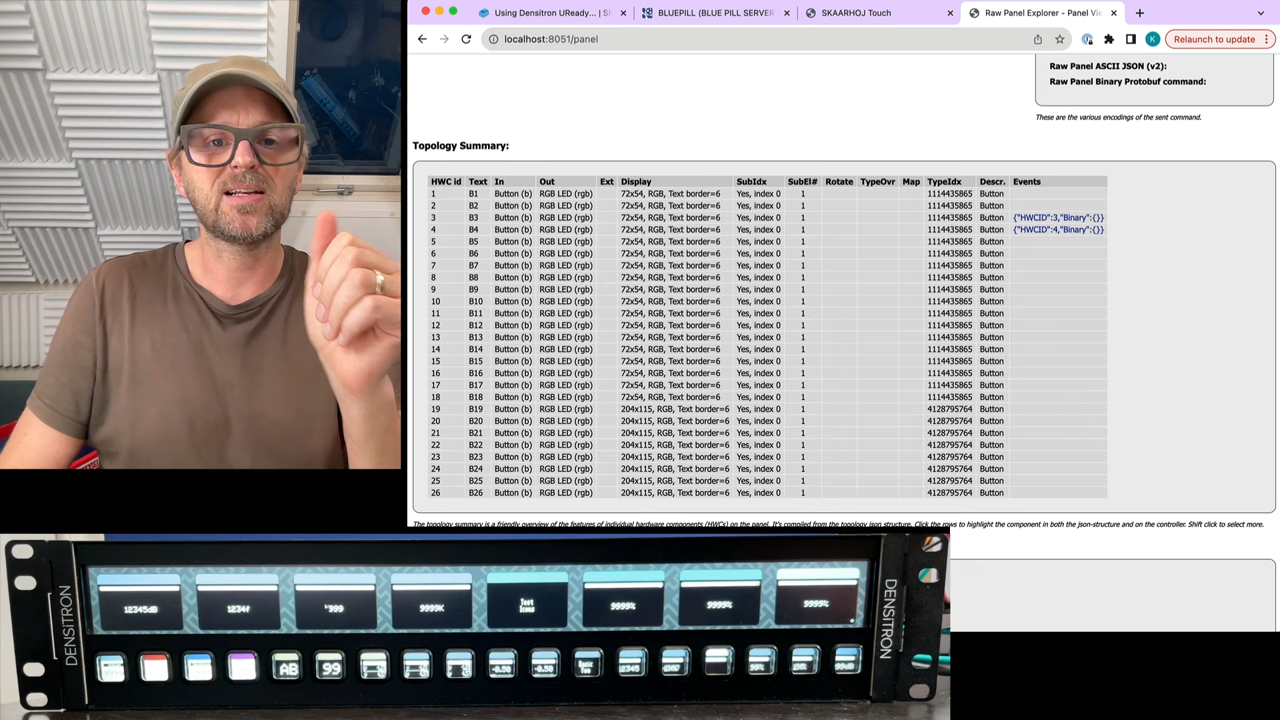 Using Densitron UReady... | S
BLUEPILL (BLUE PILL SERVER
SKAARHOJ Touch
Raw Panel Explorer - Panel Vie
localhost:8051/panel
K
Relaunch to update
Raw Panel ASCII JSON (v2):
Raw Panel Binary Protobuf command:
These are the various encodings of the sent command.
Topology Summary:
HWC id Text In Out Ext Display SubIdx SubEl# Rotate TypeOvr Map TypeIdx Descr. Events
1 B1 Button (b) RGB LED (rgb) 72x54, RGB, Text border=6 Yes, index 0 1 1114435865 Button
2 B2 Button (b) RGB LED (rgb) 72x54, RGB, Text border=6 Yes, index 0 1 1114435865 Button
3 B3 Button (b) RGB LED (rgb) 72x54, RGB, Text border=6 Yes, index 0 1 1114435865 Button {"HWCID":3,"Binary":{}}
4 B4 Button (b) RGB LED (rgb) 72x54, RGB, Text border=6 Yes, index 0 1 1114435865 Button {"HWCID":4,"Binary":{}}
5 B5 Button (b) RGB LED (rgb) 72x54, RGB, Text border=6 Yes, index 0 1 1114435865 Button
6 B6 Button (b) RGB LED (rgb) 72x54, RGB, Text border=6 Yes, index 0 1 1114435865 Button
7 B7 Button (b) RGB LED (rgb) 72x54, RGB, Text border=6 Yes, index 0 1 1114435865 Button
8 B8 Button (b) RGB LED (rgb) 72x54, RGB, Text border=6 Yes, index 0 1 1114435865 Button
9 B9 Button (b) RGB LED (rgb) 72x54, RGB, Text border=6 Yes, index 0 1 1114435865 Button
10 B10 Button (b) RGB LED (rgb) 72x54, RGB, Text border=6 Yes, index 0 1 1114435865 Button
11 B11 Button (b) RGB LED (rgb) 72x54, RGB, Text border=6 Yes, index 0 1 1114435865 Button
12 B12 Button (b) RGB LED (rgb) 72x54, RGB, Text border=6 Yes, index 0 1 1114435865 Button
13 B13 Button (b) RGB LED (rgb) 72x54, RGB, Text border=6 Yes, index 0 1 1114435865 Button
14 B14 Button (b) RGB LED (rgb) 72x54, RGB, Text border=6 Yes, index 0 1 1114435865 Button
15 B15 Button (b) RGB LED (rgb) 72x54, RGB, Text border=6 Yes, index 0 1 1114435865 Button
16 B16 Button (b) RGB LED (rgb) 72x54, RGB, Text border=6 Yes, index 0 1 1114435865 Button
17 B17 Button (b) RGB LED (rgb) 72x54, RGB, Text border=6 Yes, index 0 1 1114435865 Button
18 B18 Button (b) RGB LED (rgb) 72x54, RGB, Text border=6 Yes, index 0 1 1114435865 Button
19 B19 Button (b) RGB LED (rgb) 204x115, RGB, Text border=6 Yes, index 0 1 4128795764 Button
20 B20 Button (b) RGB LED (rgb) 204x115, RGB, Text border=6 Yes, index 0 1 4128795764 Button
21 B21 Button (b) RGB LED (rgb) 204x115, RGB, Text border=6 Yes, index 0 1 4128795764 Button
22 B22 Button (b) RGB LED (rgb) 204x115, RGB, Text border=6 Yes, index 0 1 4128795764 Button
23 B23 Button (b) RGB LED (rgb) 204x115, RGB, Text border=6 Yes, index 0 1 4128795764 Button
24 B24 Button (b) RGB LED (rgb) 204x115, RGB, Text border=6 Yes, index 0 1 4128795764 Button
25 B25 Button (b) RGB LED (rgb) 204x115, RGB, Text border=6 Yes, index 0 1 4128795764 Button
26 B26 Button (b) RGB LED (rgb) 204x115, RGB, Text border=6 Yes, index 0 1 4128795764 Button
The topology summary is a friendly overview of the features of individual hardware components (HWCs) on the panel. It's compiled from the topology json structure. Click the rows to highlight the component in both the json-structure and on the controller. Shift click to select more.
DENSITRON
12345dB 1234f 9999K Test
Icons 9999% 9999% 9999%
DENSITRON
AB 99 -0.50 -0.50 12345 99dB